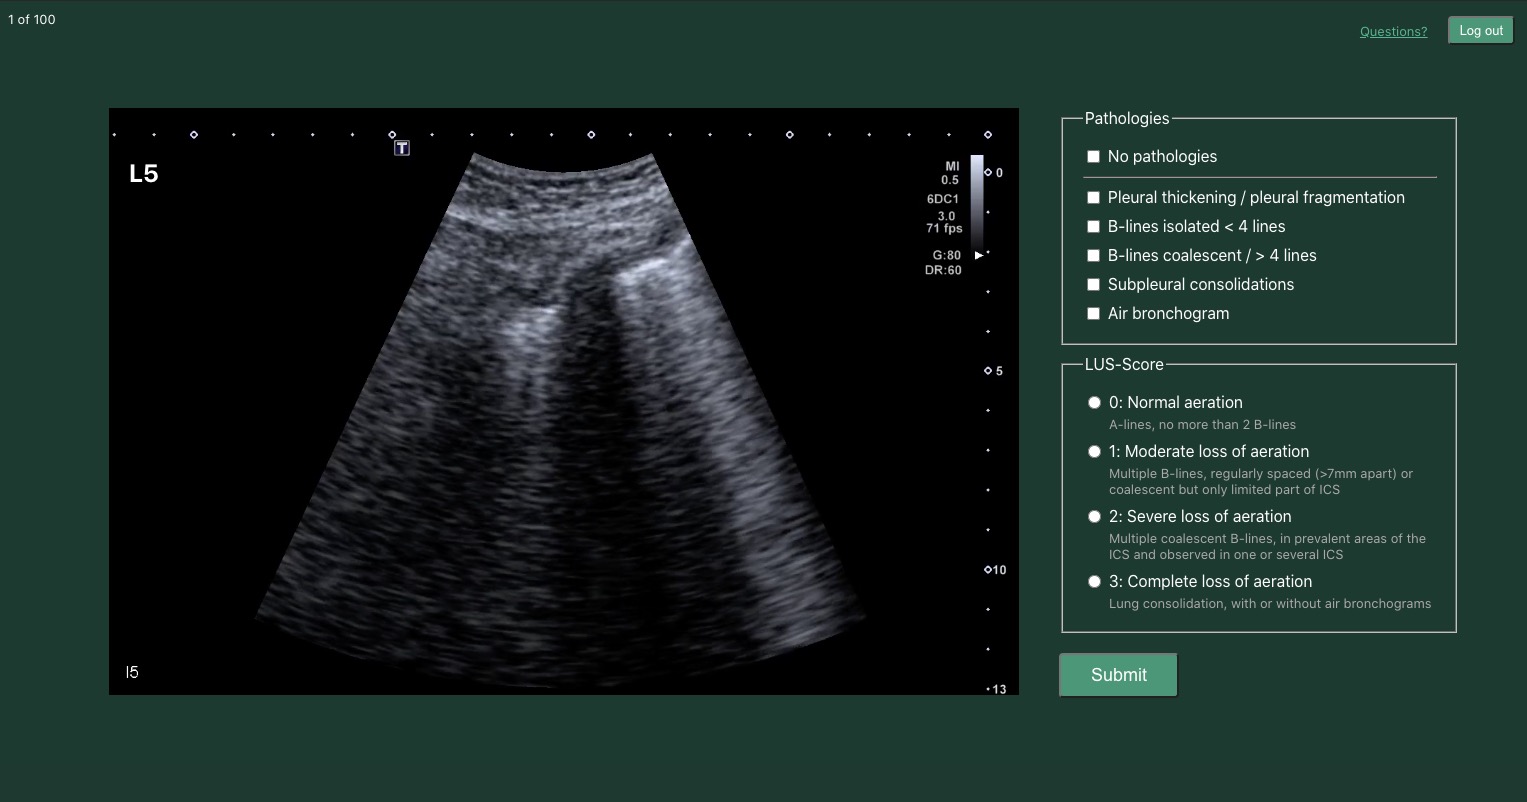 1 of 100
Questions?
Log out
L5
T
MI
0.5
6DC1
3.0
71 fps
G:80
DR:60
0
5
10
13
I5
Pathologies
No pathologies
Pleural thickening / pleural fragmentation
B-lines isolated < 4 lines
B-lines coalescent / > 4 lines
Subpleural consolidations
Air bronchogram
LUS-Score
0: Normal aeration
A-lines, no more than 2 B-lines
1: Moderate loss of aeration
Multiple B-lines, regularly spaced (>7mm apart) or
coalescent but only limited part of ICS
2: Severe loss of aeration
Multiple coalescent B-lines, in prevalent areas of the
ICS and observed in one or several ICS
3: Complete loss of aeration
Lung consolidation, with or without air bronchograms
Submit